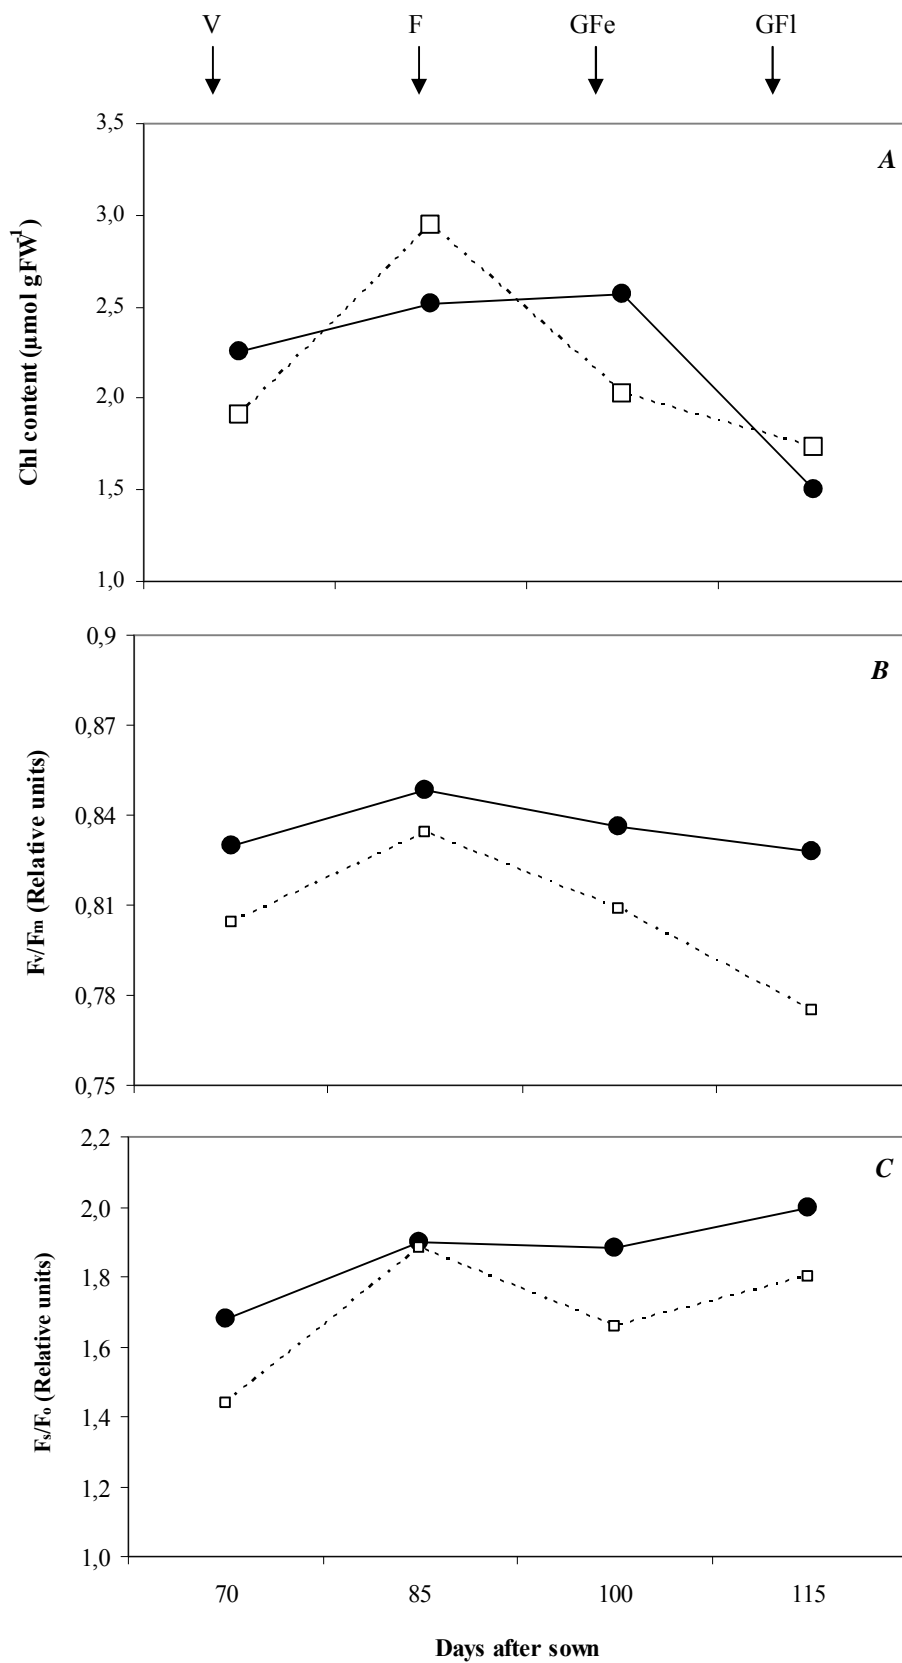 V F GFe GFl
A
Chl content (µmol gFW-1)
3,5
3,0
2,5
2,0
1,5
1,0
B
Fv/Fm (Relative units)
0,9
0,87
0,84
0,81
0,78
0,75
C
Fs/Fo (Relative units)
2,2
2,0
1,8
1,6
1,4
1,2
1,0
70 85 100 115
Days after sown